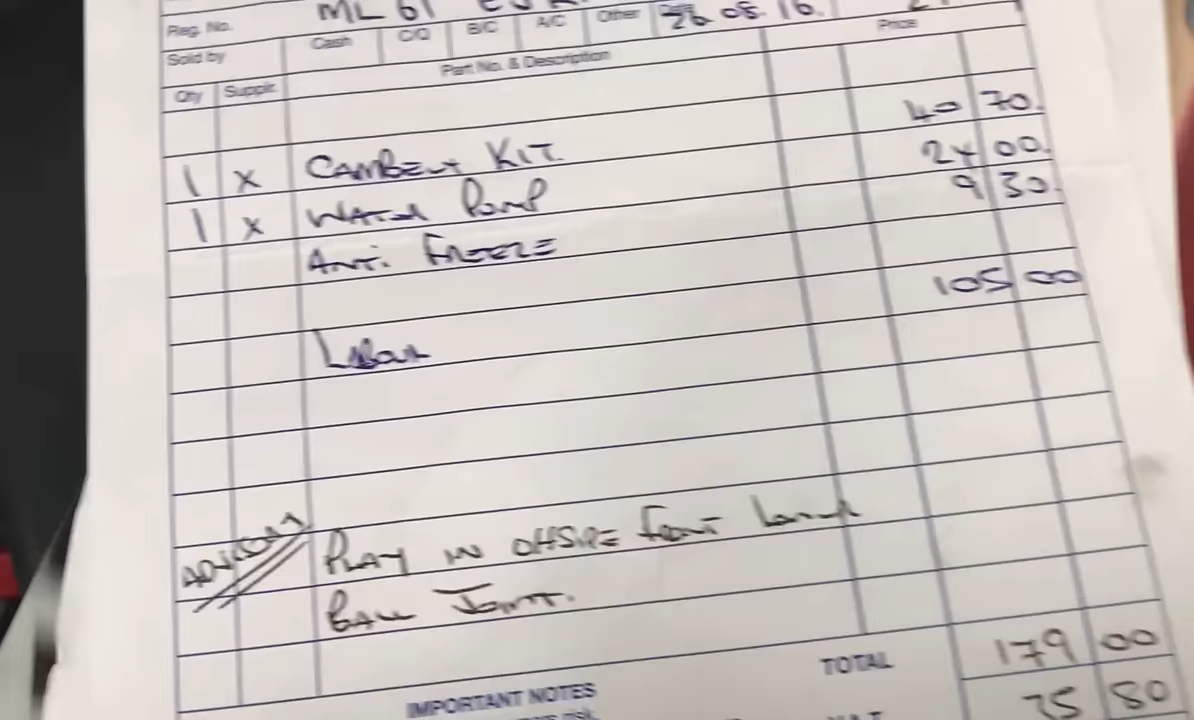 Reg. No. ML 61
Sold by Cash C/O B/C A/C Other 26.08.16. Price
Qty Supplr. Part No. & Description
1 x CAMBELT KIT. 40 70.
1 x WATER PUMP 24 00.
ANTI. FREEZE 9 30.
LABOUR 105 00
ADVISORY PLAY IN OFFSIDE FRONT LOWER
BALL JOINT.
TOTAL 179 00
IMPORTANT NOTES
35 80